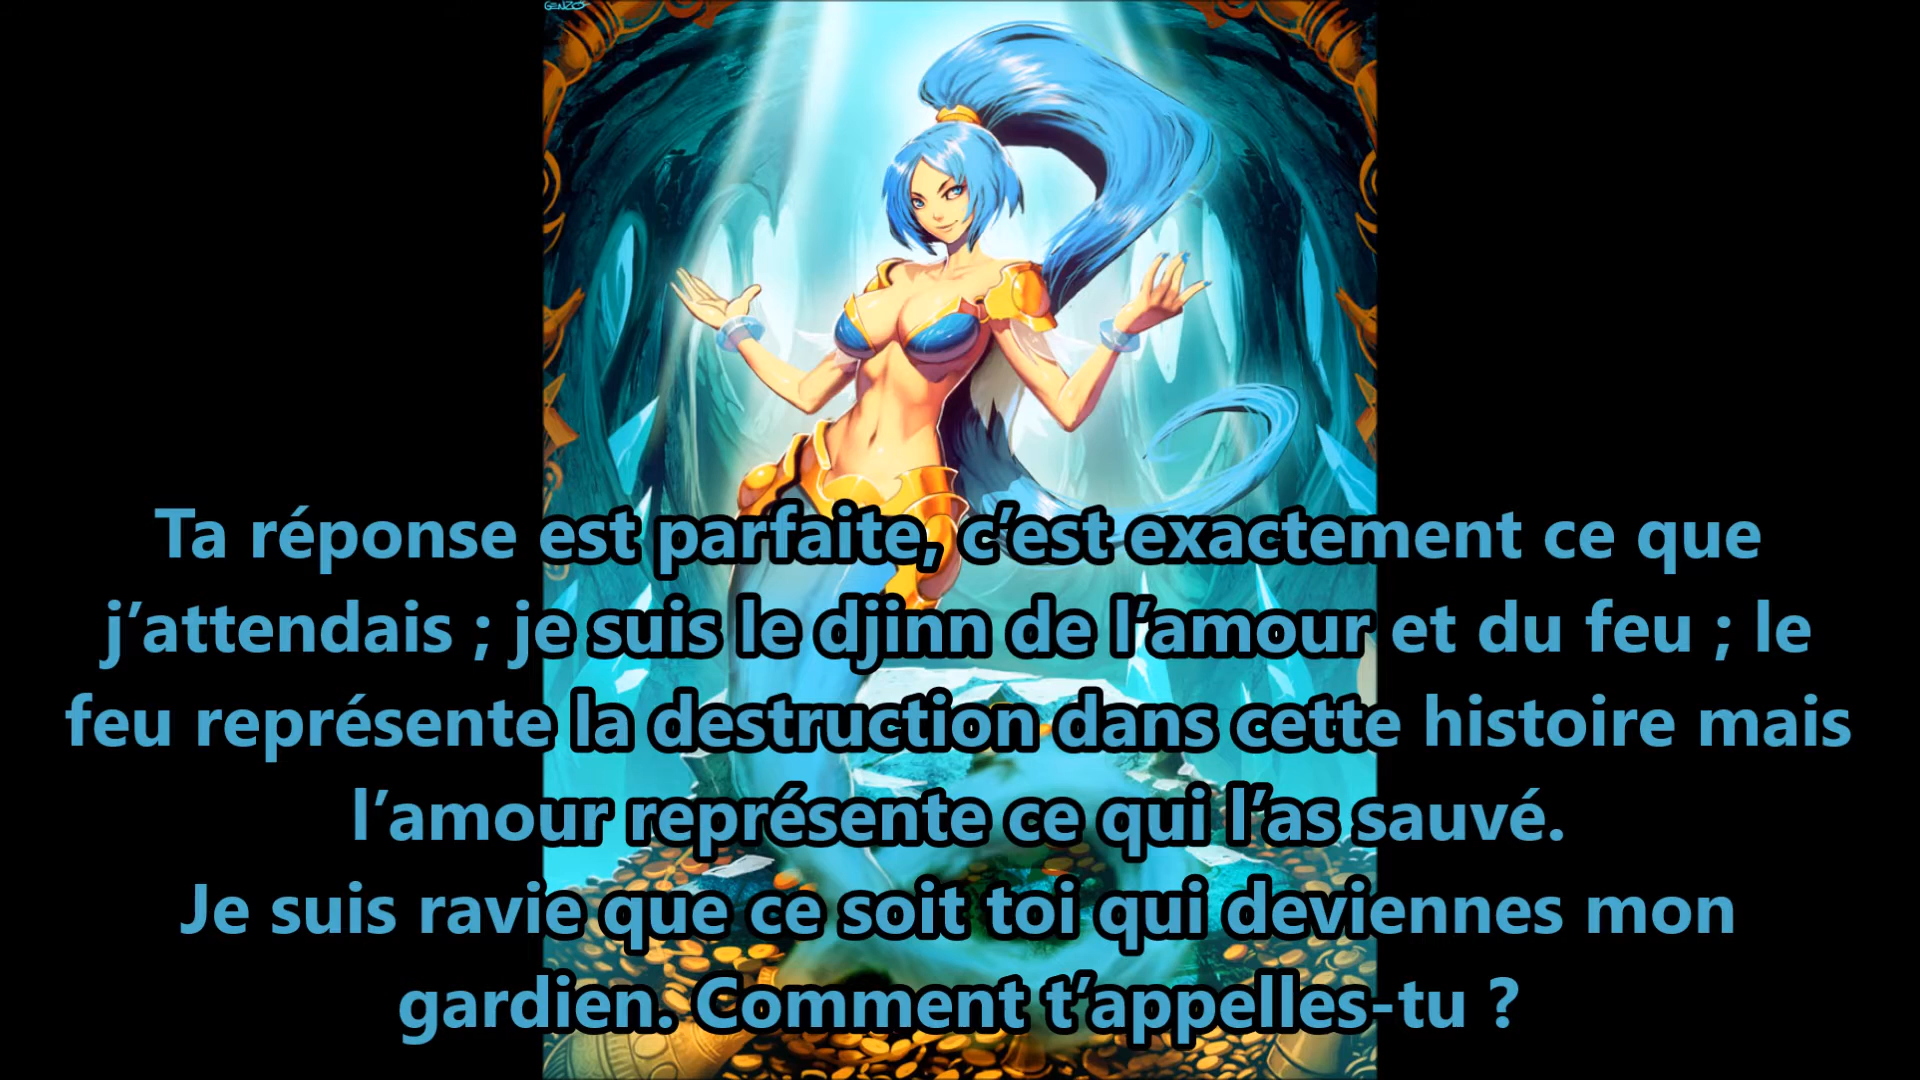 GENZO
Ta réponse est parfaite, c’est exactement ce que
j’attendais ; je suis le djinn de l’amour et du feu ; le
feu représente la destruction dans cette histoire mais
l’amour représente ce qui l’as sauvé.
Je suis ravie que ce soit toi qui deviennes mon
gardien. Comment t’appelles-tu ?